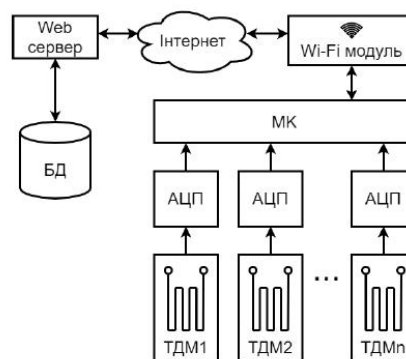 Web
сервер
Інтернет
Wi-Fi модуль
МК
БД
АЦП
АЦП
АЦП
...
ТДМ1
ТДМ2
ТДМn